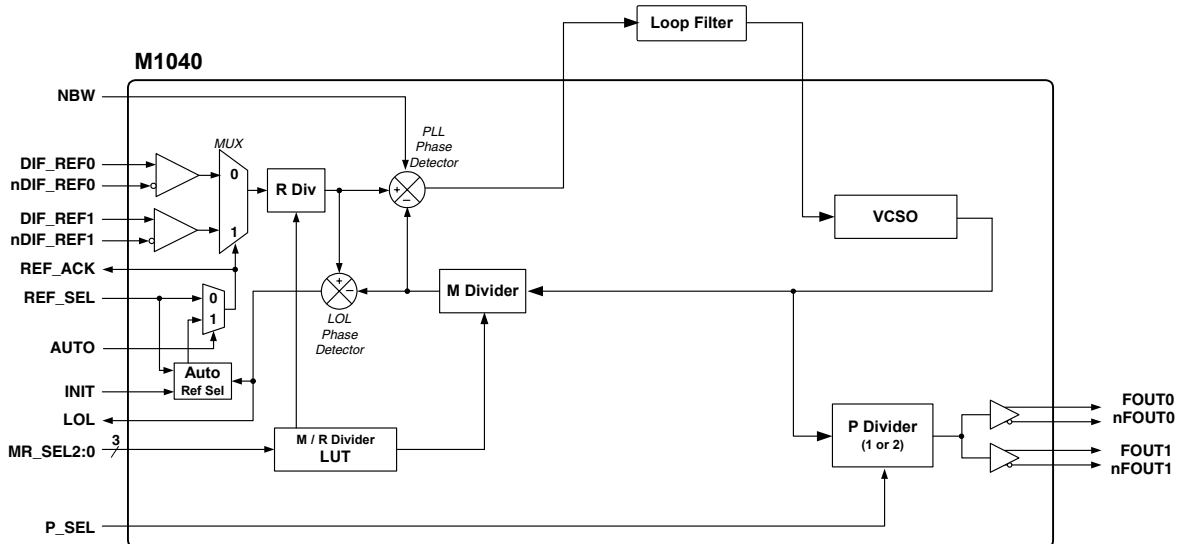 Loop Filter
M1040
NBW
PLL
Phase
Detector
MUX
DIF_REF0
nDIF_REF0
0
R Div
+
–
DIF_REF1
nDIF_REF1
1
VCSO
REF_ACK
REF_SEL
0
1
+
–
M Divider
LOL
Phase
Detector
AUTO
Auto
Ref Sel
INIT
LOL
MR_SEL2:0
3
M / R Divider
LUT
P Divider
(1 or 2)
FOUT0
nFOUT0
FOUT1
nFOUT1
P_SEL